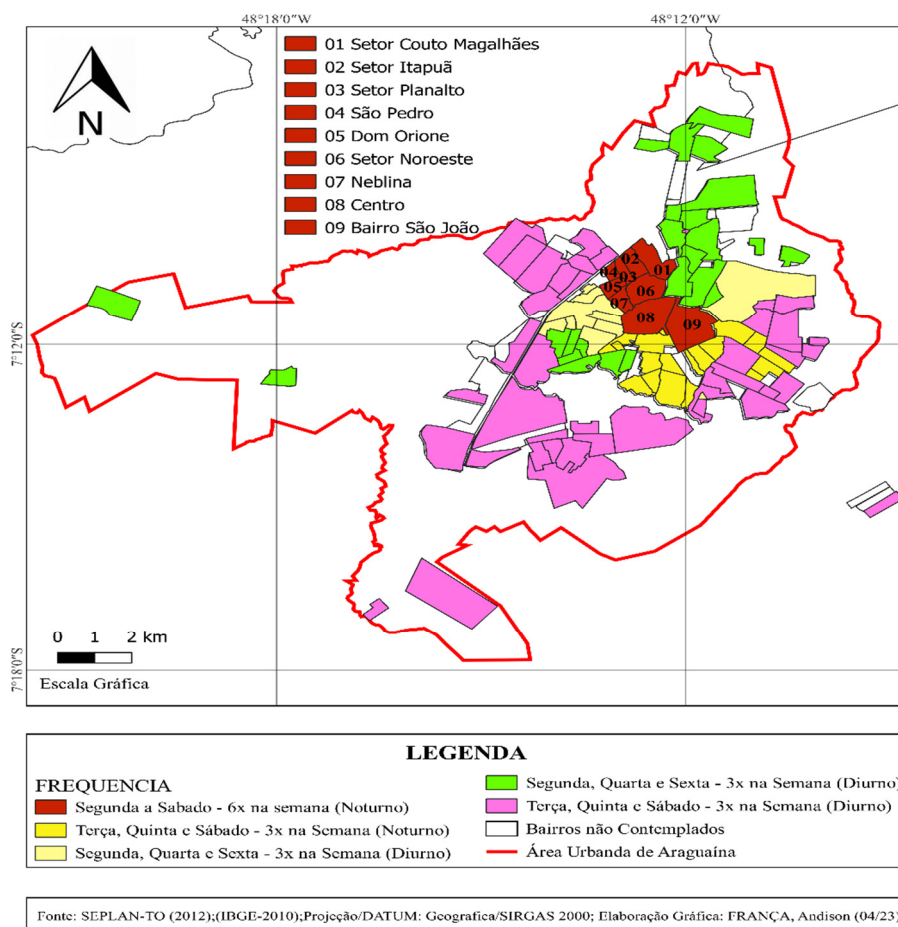 48°18'0"W
48°12'0"W
01 Setor Couto Magalhães
02 Setor Itapuã
03 Setor Planalto
04 São Pedro
05 Dom Orione
06 Setor Noroeste
07 Neblina
08 Centro
09 Bairro São João
N
02
04
03
01
05
06
07
08
09
7°12'0"S
0 1 2 km
Escala Gráfica
7°18'0"S
LEGENDA
FREQUENCIA
Segunda a Sabado - 6x na semana (Noturno)
Terça, Quinta e Sábado - 3x na Semana (Noturno)
Segunda, Quarta e Sexta - 3x na Semana (Diurno)
Segunda, Quarta e Sexta - 3x na Semana (Diurno)
Terça, Quinta e Sábado - 3x na Semana (Diurno)
Bairros não Contemplados
Área Urbanda de Araguaína
Fonte: SEPLAN-TO (2012);(IBGE-2010);Projeção/DATUM: Geografica/SIRGAS 2000; Elaboração Gráfica: FRANÇA, Andison (04/23)